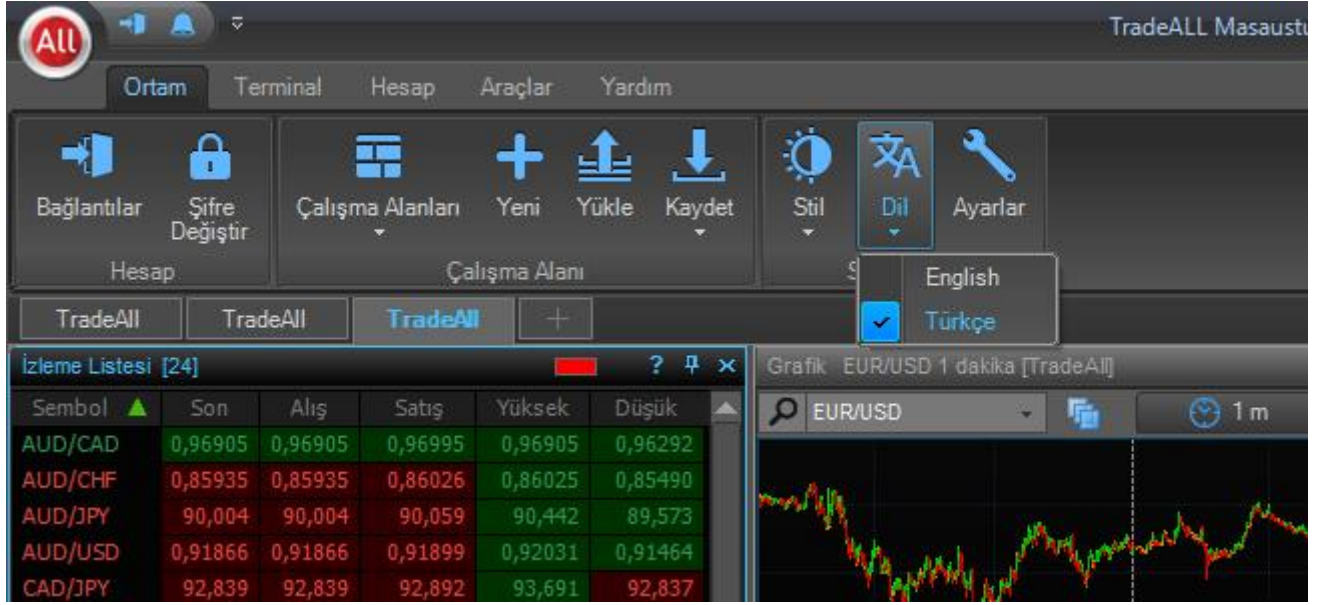 All
TradeALL Masaustu
Ortam Terminal Hesap Araçlar Yardım
Bağlantılar Şifre Değiştir Çalışma Alanları Yeni Yükle Kaydet Stil Dil Ayarlar
Hesap Çalışma Alanı
English
Türkçe
TradeAll TradeAll TradeAll
İzleme Listesi [24]
Sembol Son Alış Satış Yüksek Düşük
AUD/CAD 0,96905 0,96905 0,96995 0,96905 0,96292
AUD/CHF 0,85935 0,85935 0,86026 0,86025 0,85490
AUD/JPY 90,004 90,004 90,059 90,442 89,573
AUD/USD 0,91866 0,91866 0,91899 0,92031 0,91464
CAD/JPY 92,839 92,839 92,892 93,691 92,837
Grafik EUR/USD 1 dakika [TradeAll]
EUR/USD 1 m